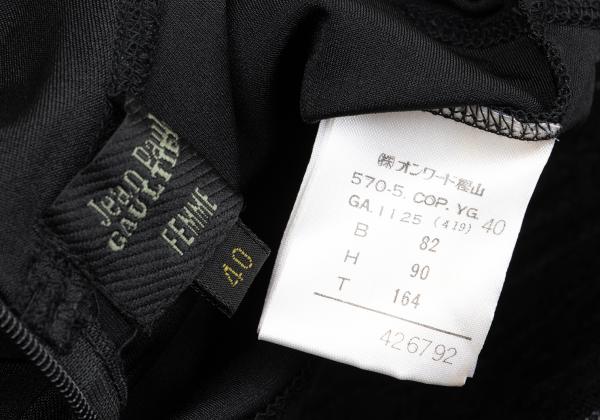 Jean Paul
GAULTIER
FEMME
40
㈱オンワード樫山
570-5. COP. YG. 40
GA. 1125 (419)
B 82
H 90
T 164
426792